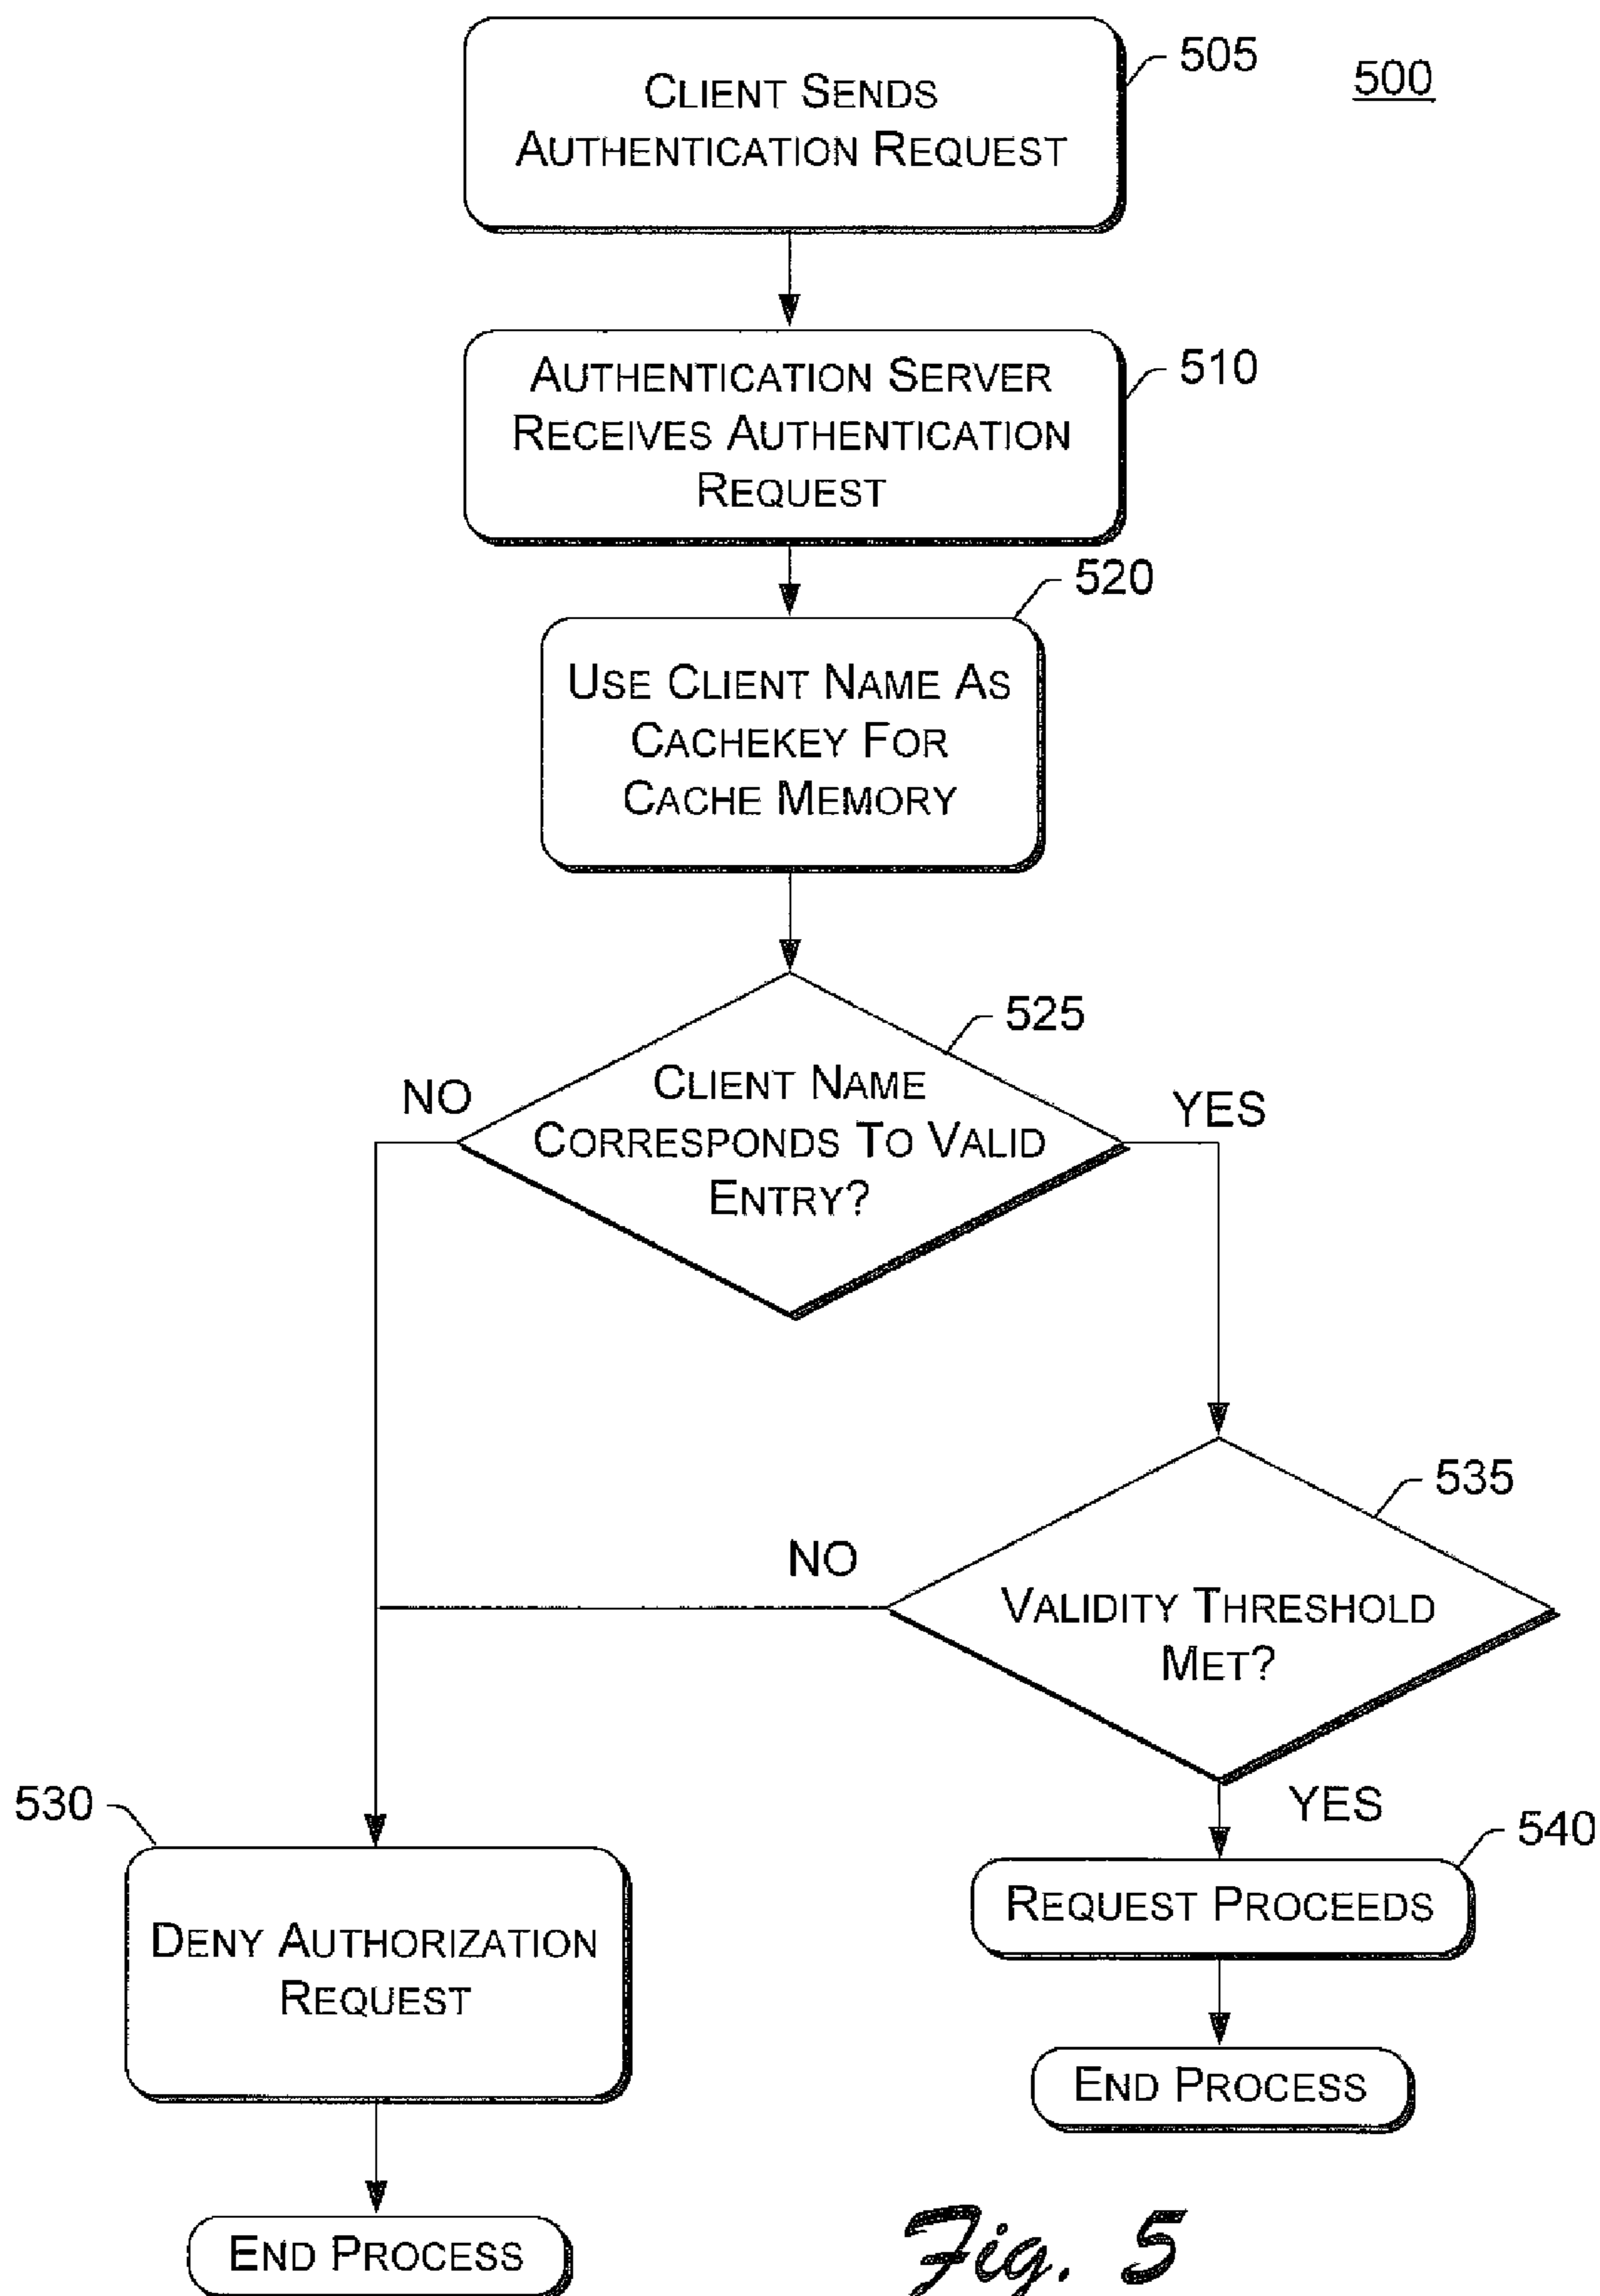 CLIENT SENDS
AUTHENTICATION REQUEST
505
500
AUTHENTICATION SERVER
RECEIVES AUTHENTICATION
REQUEST
510
520
USE CLIENT NAME AS
CACHEKEY FOR
CACHE MEMORY
525
NO
CLIENT NAME
CORRESPONDS TO VALID
ENTRY?
YES
535
NO
VALIDITY THRESHOLD
MET?
YES
530
DENY AUTHORIZATION
REQUEST
540
REQUEST PROCEEDS
END PROCESS
END PROCESS
Fig. 5